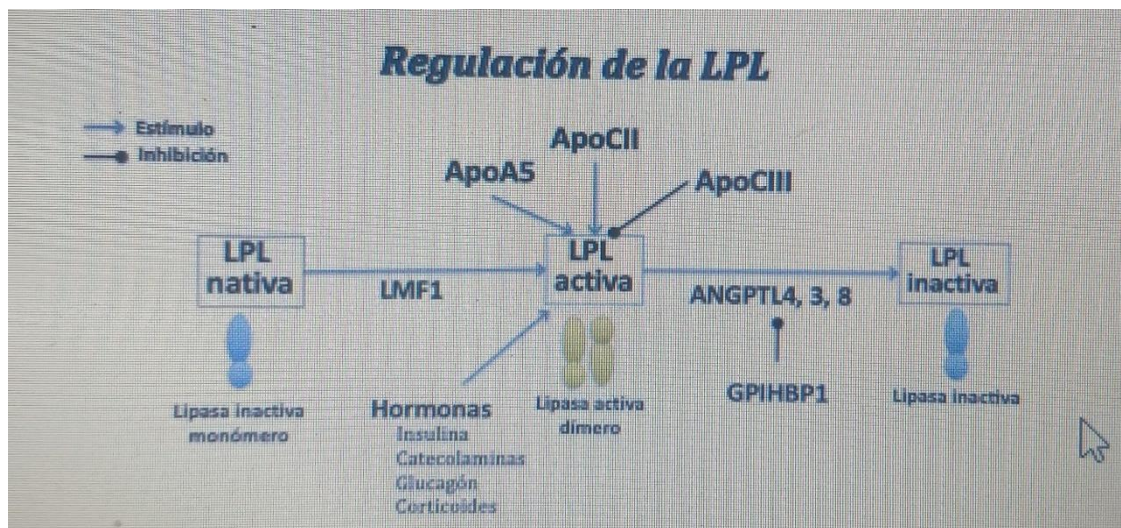 Regulación de la LPL
Estímulo
Inhibición
ApoCII
ApoA5
ApoCIII
LPL
nativa
LMF1
LPL
activa
ANGPTL4, 3, 8
LPL
inactiva
GPIHBP1
Lipasa inactiva
monómero
Hormonas
Insulina
Catecolaminas
Glucagón
Corticoides
Lipasa activa
dímero
Lipasa inactiva